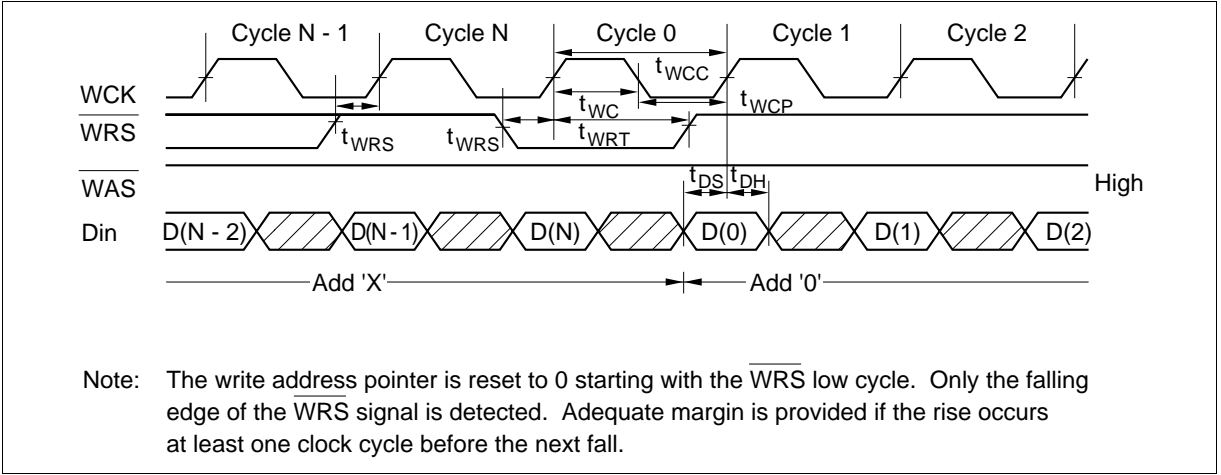 Cycle N - 1 Cycle N Cycle 0 Cycle 1 Cycle 2
tWCC
WCK
tWC tWCP
WRS
tWRS tWRS tWRT
WAS
tDS tDH
High
Din D(N - 2) D(N - 1) D(N) D(0) D(1) D(2)
Add 'X' Add '0'
Note: The write address pointer is reset to 0 starting with the WRS low cycle. Only the falling
edge of the WRS signal is detected. Adequate margin is provided if the rise occurs
at least one clock cycle before the next fall.